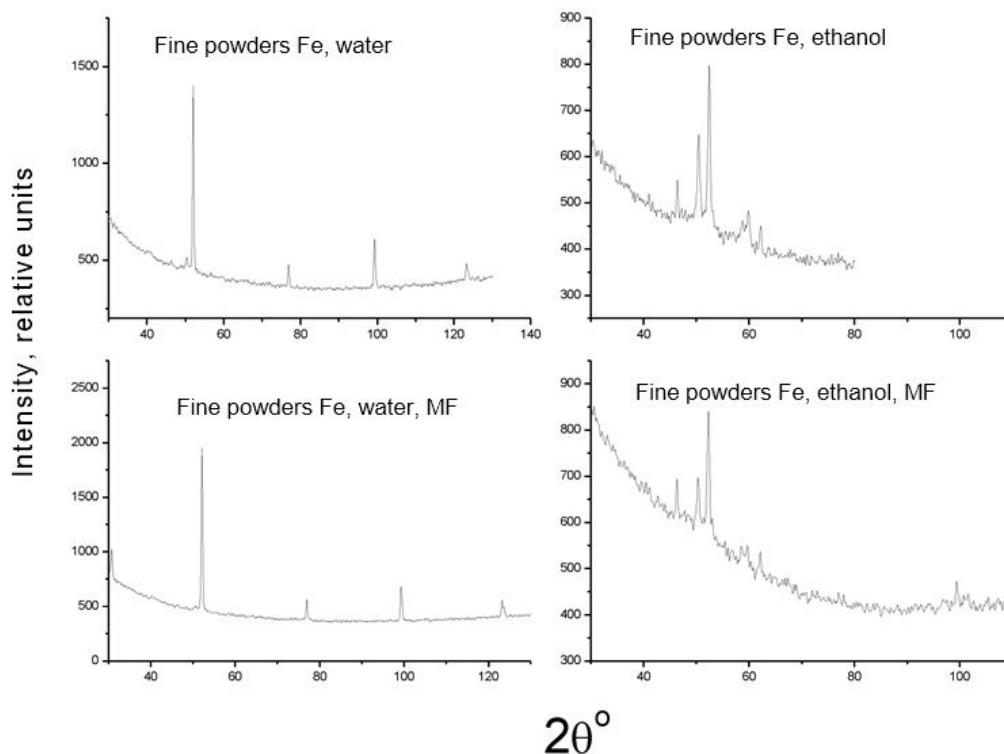 Intensity, relative units
Fine powders Fe, water
1500
1000
500
40 60 80 100 120 140
Fine powders Fe, ethanol
900
800
700
600
500
400
300
40 60 80 100
Fine powders Fe, water, MF
2500
2000
1500
1000
500
0
40 60 80 100 120
Fine powders Fe, ethanol, MF
900
800
700
600
500
400
300
40 60 80 100
2θ°